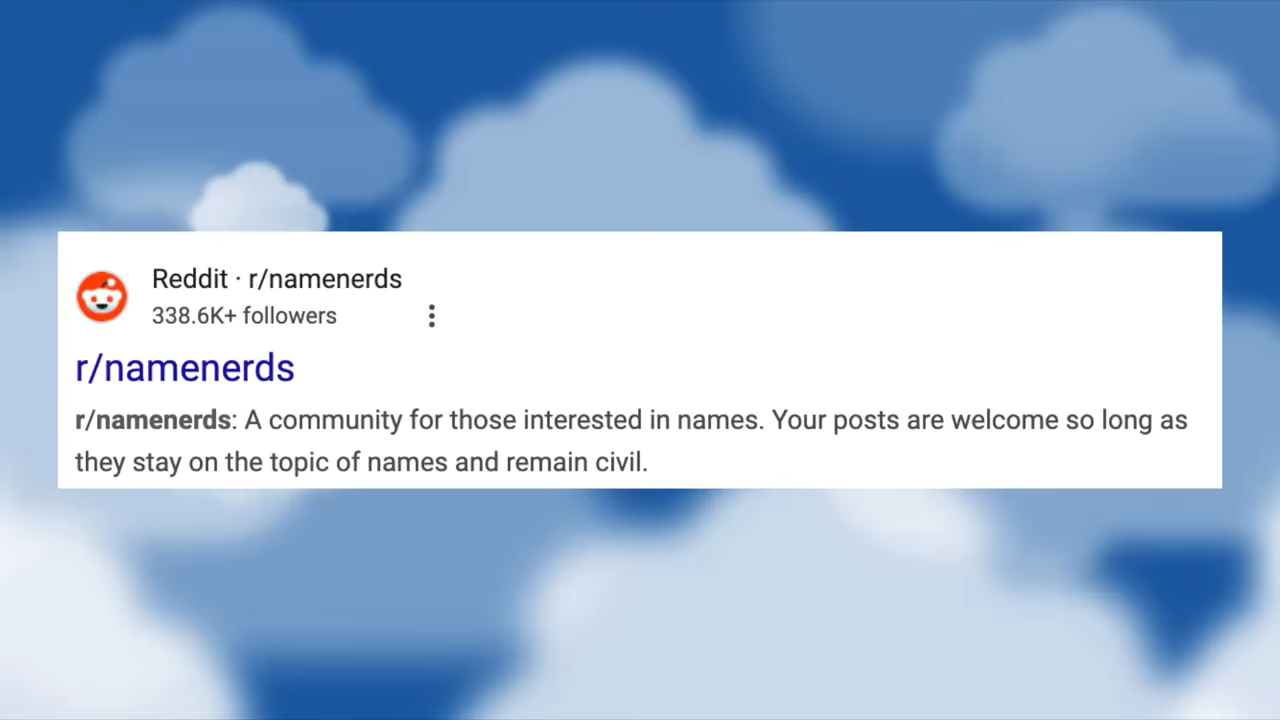 Reddit · r/namenerds
338.6K+ followers
r/namenerds
r/namenerds: A community for those interested in names. Your posts are welcome so long as
they stay on the topic of names and remain civil.